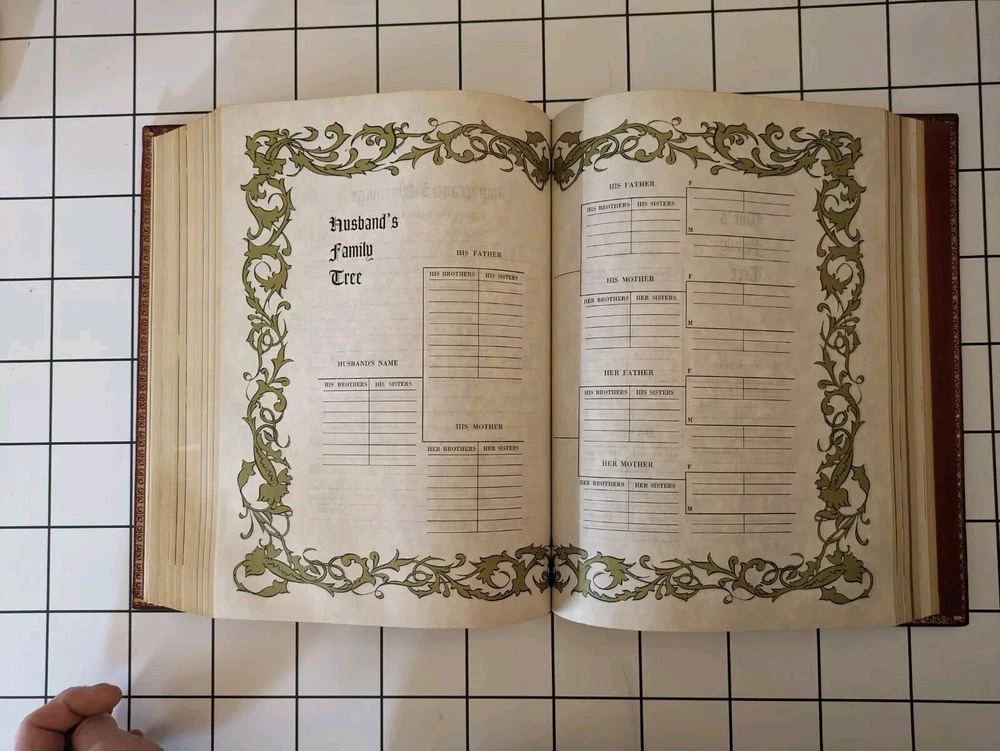 Husband's
Family
Tree
HUSBAND'S NAME
HIS BROTHERS HIS SISTERS
HIS FATHER
HIS BROTHERS HIS SISTERS
HIS MOTHER
HER BROTHERS HER SISTERS
HIS FATHER
HIS BROTHERS HIS SISTERS
F
M
HIS MOTHER
HER BROTHERS HER SISTERS
F
M
HER FATHER
HIS BROTHERS HIS SISTERS
F
M
HER MOTHER
HER BROTHERS HER SISTERS
F
M